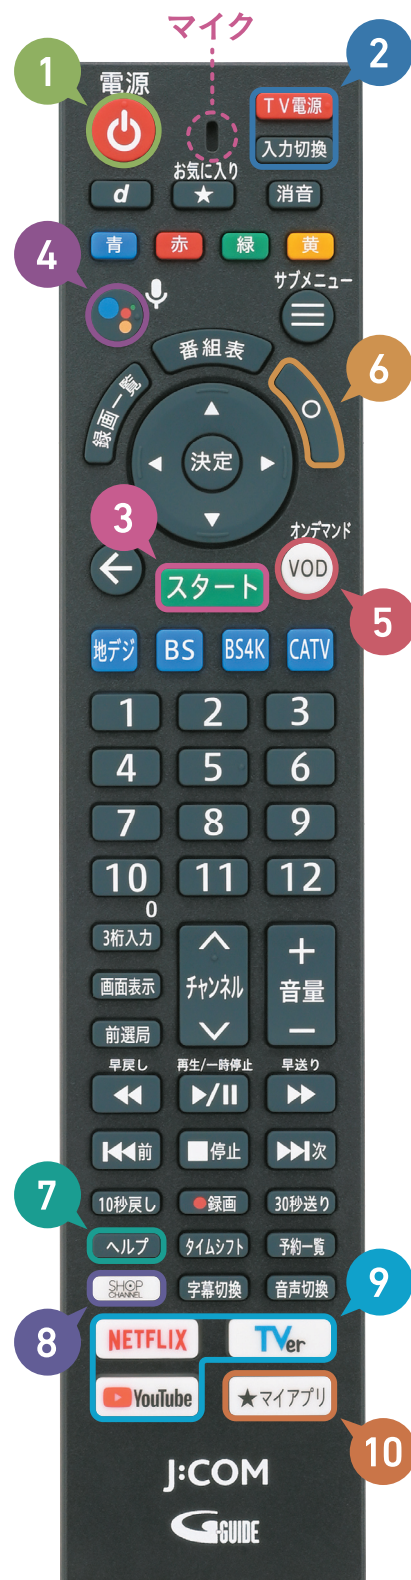 マイク
1
2
電源
TV電源
入力切換
お気に入り
d
★
消音
青
赤
緑
黄
4
サブメニュー
番組表
6
録画一覧
決定
3
オンデマンド
スタート
VOD
5
地デジ
BS
BS4K
CATV
1
2
3
4
5
6
7
8
9
10
11
12
0
3桁入力
チャンネル
＋
音量
－
画面表示
前選局
早戻し
再生/一時停止
早送り
前
停止
次
7
10秒戻し
録画
30秒送り
ヘルプ
タイムシフト
予約一覧
9
SHOP CHANNEL
字幕切換
音声切換
8
NETFLIX
TVer
YouTube
★マイアプリ
10
J:COM
G-GUIDE